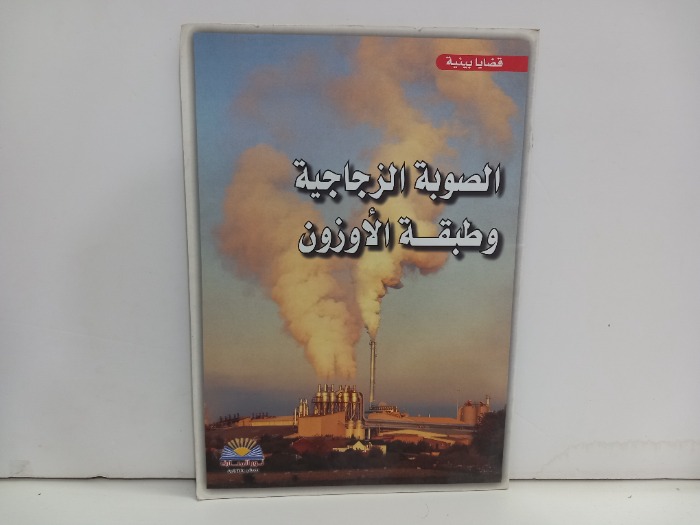 قضايا بيئية
الصوبة الزجاجية
وطبقة الأوزون